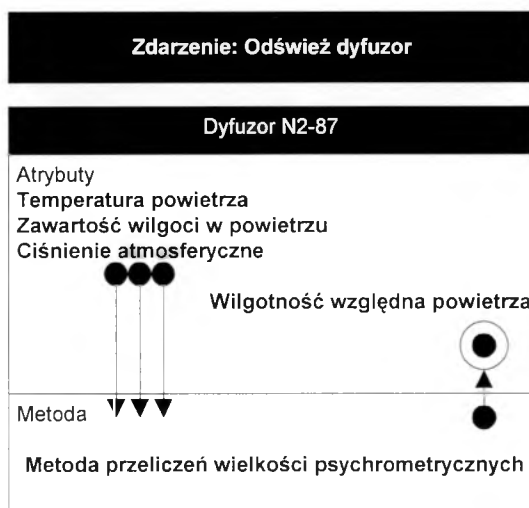 Zdarzenie: Odśwież dyfuzor
Dyfuzor N2-87
Atrybuty
Temperatura powietrza
Zawartość wilgoci w powietrzu
Ciśnienie atmosferyczne
Wilgotność względna powietrza
Metoda
Metoda przeliczeń wielkości psychrometrycznych